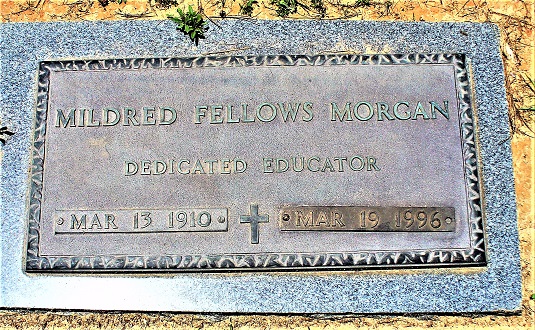 MILDRED FELLOWS MORGAN
DEDICATED EDUCATOR
MAR 13 1910 MAR 19 1996